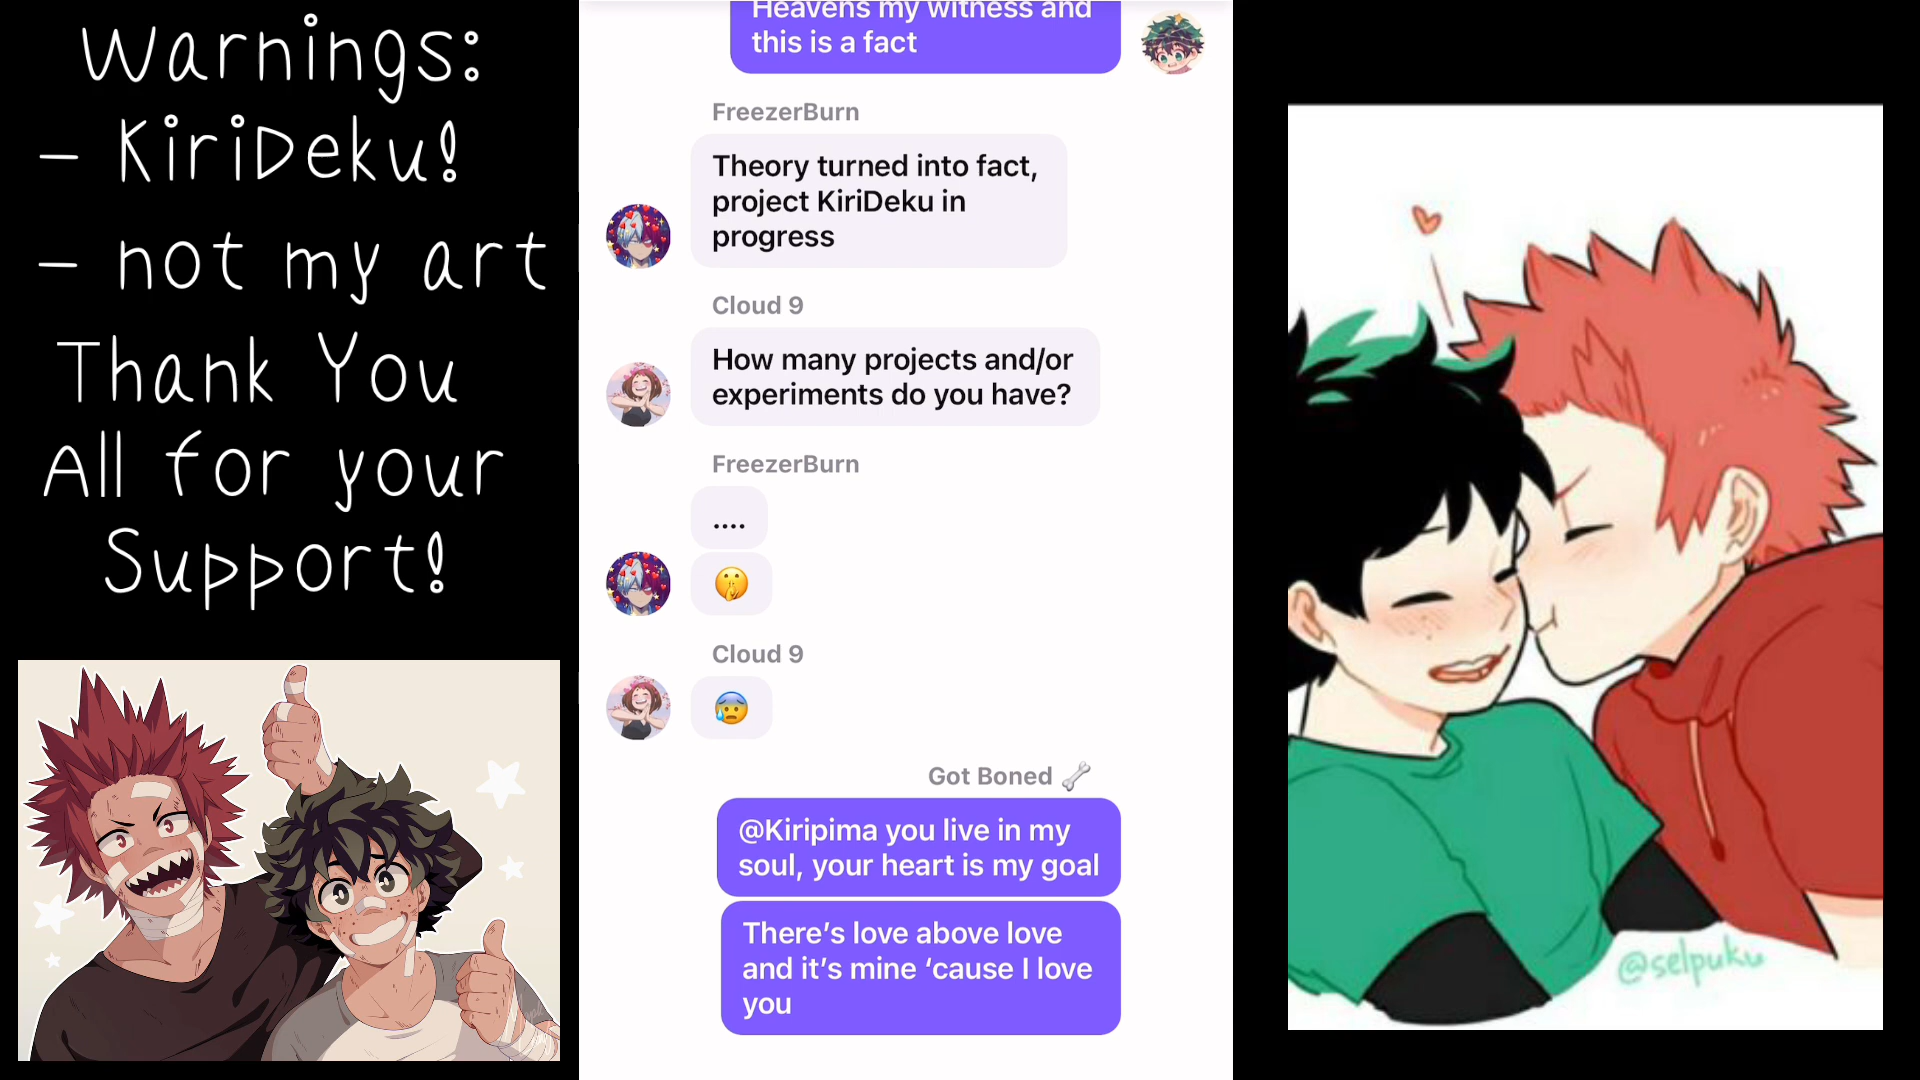 Warnings:
- KiriDeku!
- not my art
Thank You
All for your
Support!
Heavens my witness and
this is a fact
FreezerBurn
Theory turned into fact,
project KiriDeku in
progress
Cloud 9
How many projects and/or
experiments do you have?
FreezerBurn
....
🤫
Cloud 9
😰
Got Boned 🦴
@Kiripima you live in my
soul, your heart is my goal
There’s love above love
and it’s mine ‘cause I love
you
@selpuku